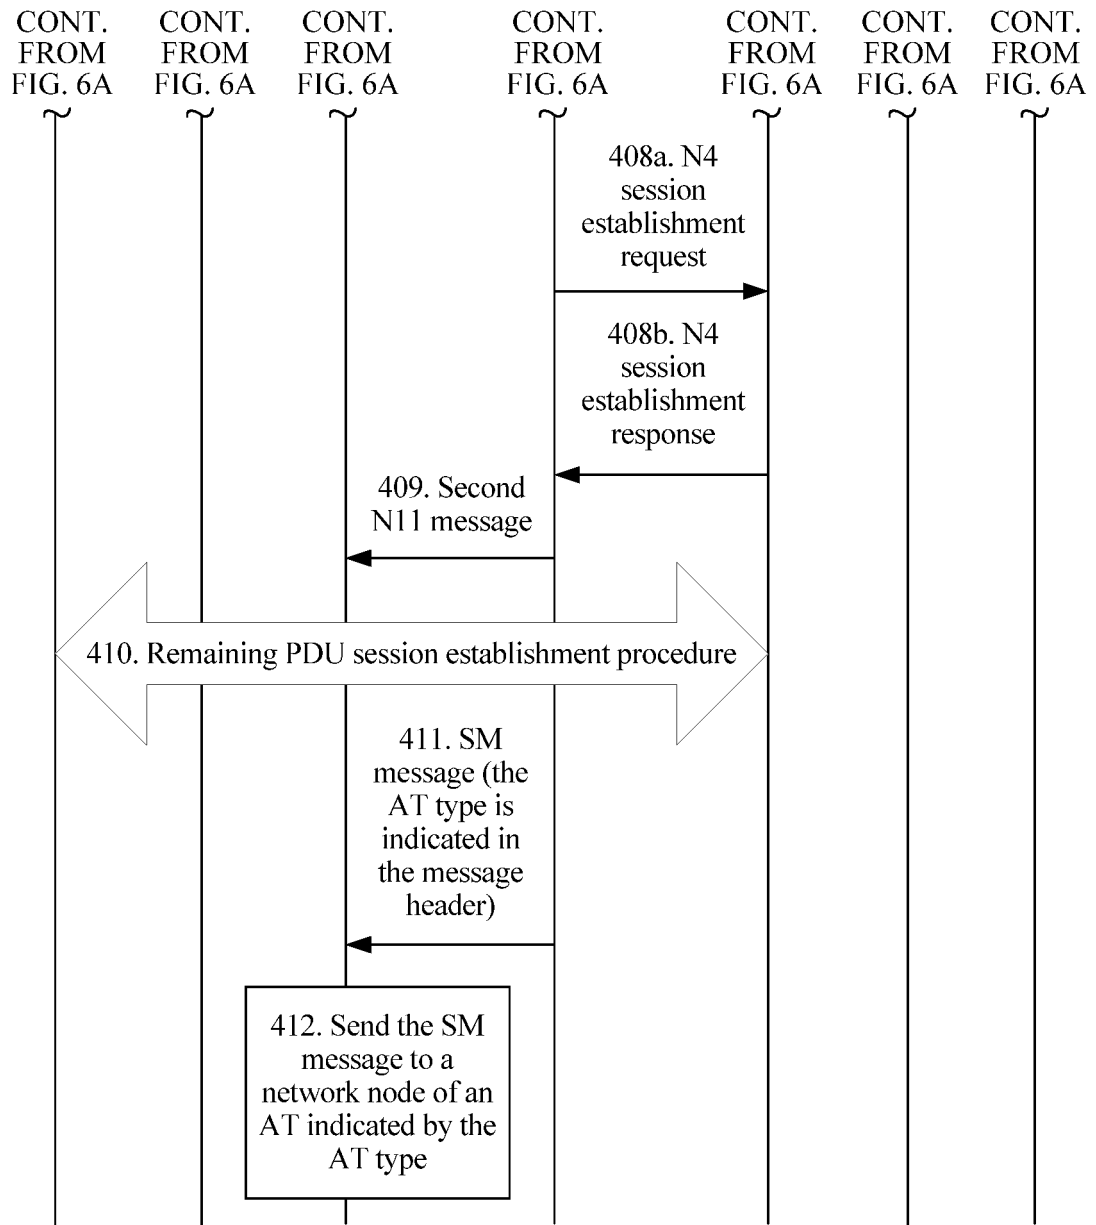 CONT.
FROM
FIG. 6A
CONT.
FROM
FIG. 6A
CONT.
FROM
FIG. 6A
CONT.
FROM
FIG. 6A
CONT.
FROM
FIG. 6A
CONT.
FROM
FIG. 6A
CONT.
FROM
FIG. 6A
408a. N4
session
establishment
request
408b. N4
session
establishment
response
409. Second
N11 message
410. Remaining PDU session establishment procedure
411. SM
message (the
AT type is
indicated in
the message
header)
412. Send the SM
message to a
network node of an
AT indicated by the
AT type